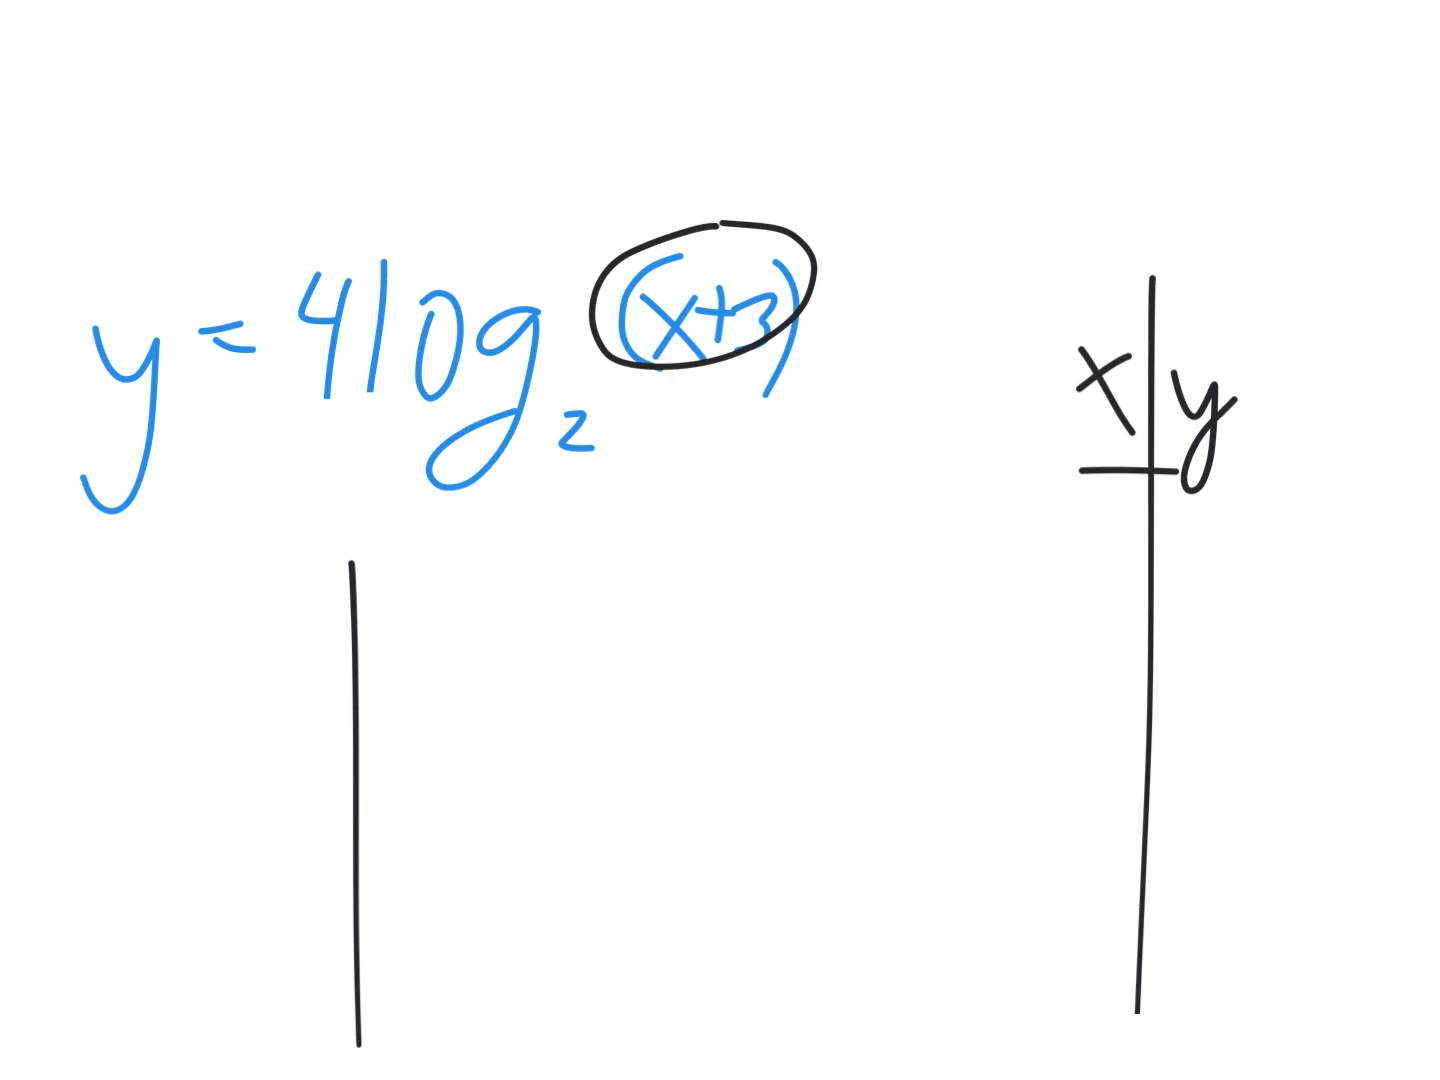 y = 4log₂(x+3)
x y